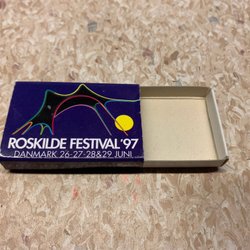 ROSKILDE FESTIVAL '97
DANMARK 26•27•28&29 JUNI